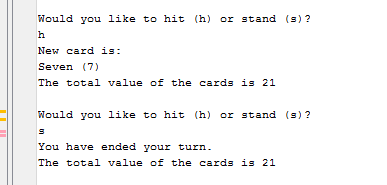 Would you like to hit (h) or stand (s)?
h
New card is:
Seven (7)
The total value of the cards is 21
Would you like to hit (h) or stand (s)?
s
You have ended your turn.
The total value of the cards is 21